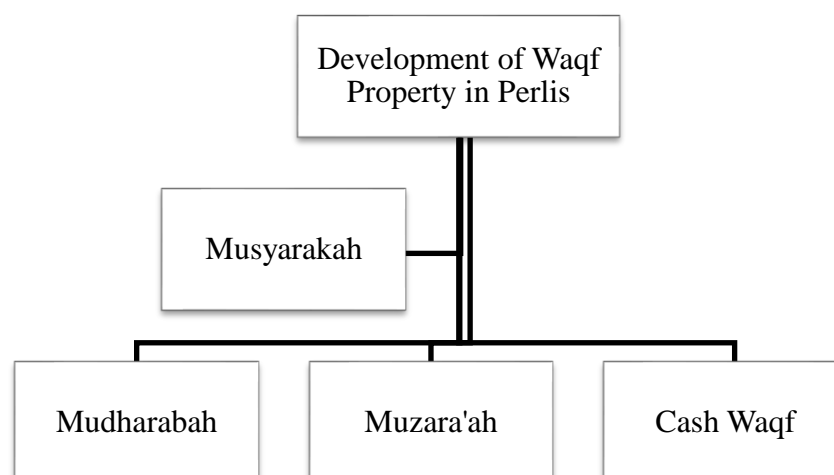 Development of Waqf
Property in Perlis
Musyarakah
Mudharabah
Muzara'ah
Cash Waqf